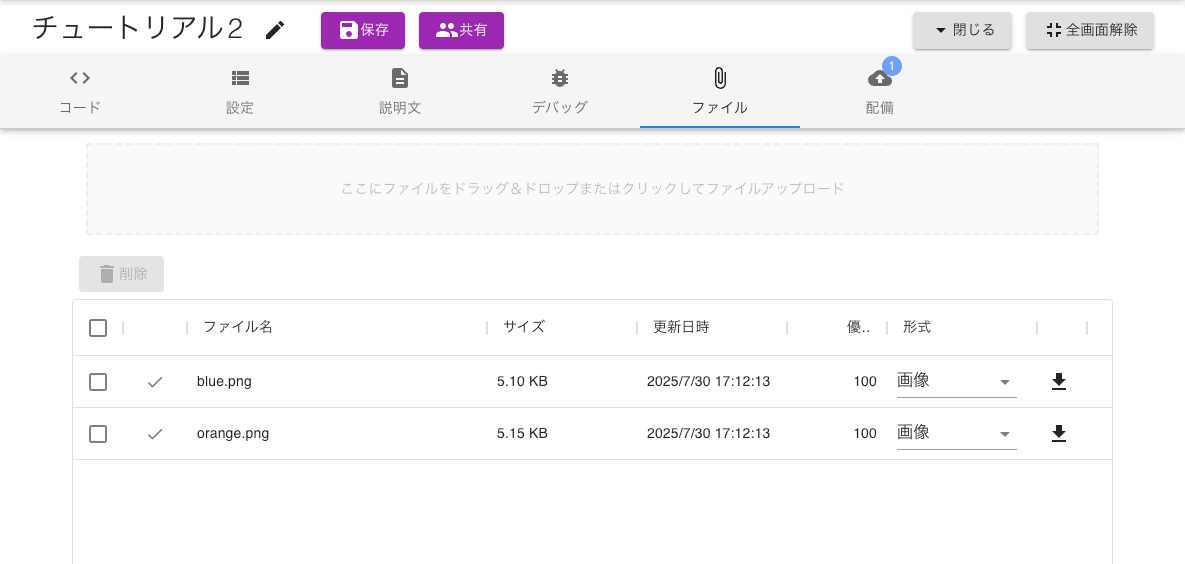 チュートリアル２
保存
共有
閉じる
全画面解除
コード
設定
説明文
デバッグ
ファイル
1
配備
ここにファイルをドラッグ＆ドロップまたはクリックしてファイルアップロード
削除
ファイル名 サイズ 更新日時 優.. 形式
blue.png 5.10 KB 2025/7/30 17:12:13 100 画像
orange.png 5.15 KB 2025/7/30 17:12:13 100 画像